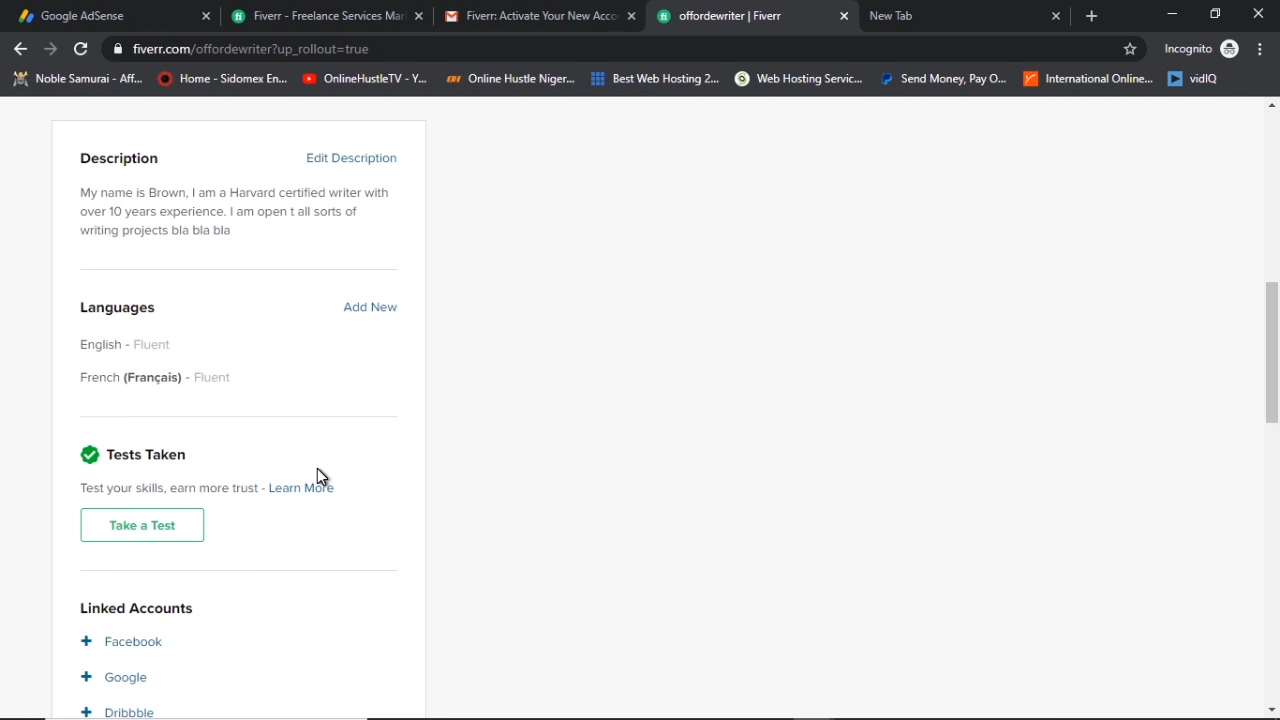 Google AdSense
Fiverr - Freelance Services Mar
Fiverr: Activate Your New Acco
offordewriter | Fiverr
New Tab
fiverr.com/offordewriter?up_rollout=true
Incognito
Noble Samurai - Aff...
Home - Sidomex En...
OnlineHustleTV - Y...
Online Hustle Niger...
Best Web Hosting 2...
Web Hosting Servic...
Send Money, Pay O...
International Online...
vidIQ
Description
Edit Description
My name is Brown, I am a Harvard certified writer with
over 10 years experience. I am open t all sorts of
writing projects bla bla bla
Languages
Add New
English - Fluent
French (Français) - Fluent
Tests Taken
Test your skills, earn more trust - Learn More
Take a Test
Linked Accounts
+ Facebook
+ Google
+ Dribbble